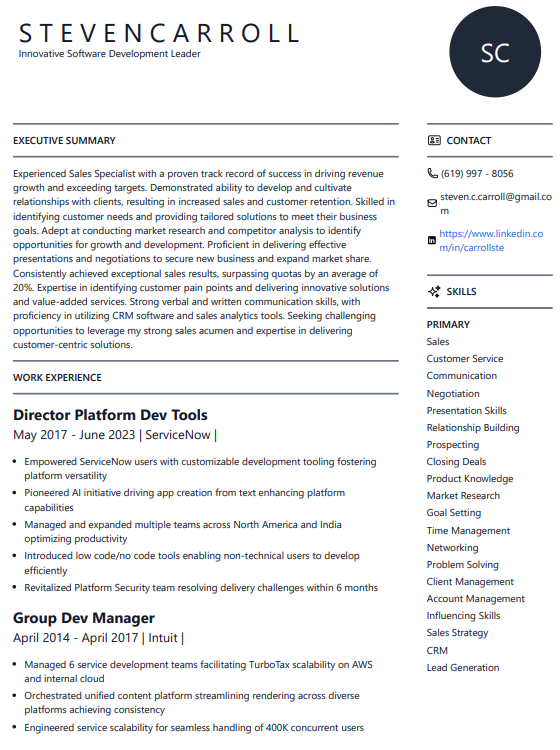 STEVENCARROLL
Innovative Software Development Leader
SC
EXECUTIVE SUMMARY
Experienced Sales Specialist with a proven track record of success in driving revenue
growth and exceeding targets. Demonstrated ability to develop and cultivate
relationships with clients, resulting in increased sales and customer retention. Skilled in
identifying customer needs and providing tailored solutions to meet their business
goals. Adept at conducting market research and competitor analysis to identify
opportunities for growth and development. Proficient in delivering effective
presentations and negotiations to secure new business and expand market share.
Consistently achieved exceptional sales results, surpassing quotas by an average of
20%. Expertise in identifying customer pain points and delivering innovative solutions
and value-added services. Strong verbal and written communication skills, with
proficiency in utilizing CRM software and sales analytics tools. Seeking challenging
opportunities to leverage my strong sales acumen and expertise in delivering
customer-centric solutions.
WORK EXPERIENCE
Director Platform Dev Tools
May 2017 - June 2023 | ServiceNow |
• Empowered ServiceNow users with customizable development tooling fostering
platform versatility
• Pioneered AI initiative driving app creation from text enhancing platform
capabilities
• Managed and expanded multiple teams across North America and India
optimizing productivity
• Introduced low code/no code tools enabling non-technical users to develop
efficiently
• Revitalized Platform Security team resolving delivery challenges within 6 months
Group Dev Manager
April 2014 - April 2017 | Intuit |
• Managed 6 service development teams facilitating TurboTax scalability on AWS
and internal cloud
• Orchestrated unified content platform streamlining rendering across diverse
platforms achieving consistency
• Engineered service scalability for seamless handling of 400K concurrent users
CONTACT
(619) 997 - 8056
steven.c.carroll@gmail.co
m
https://www.linkedin.co
m/in/carrollste
SKILLS
PRIMARY
Sales
Customer Service
Communication
Negotiation
Presentation Skills
Relationship Building
Prospecting
Closing Deals
Product Knowledge
Market Research
Goal Setting
Time Management
Networking
Problem Solving
Client Management
Account Management
Influencing Skills
Sales Strategy
CRM
Lead Generation